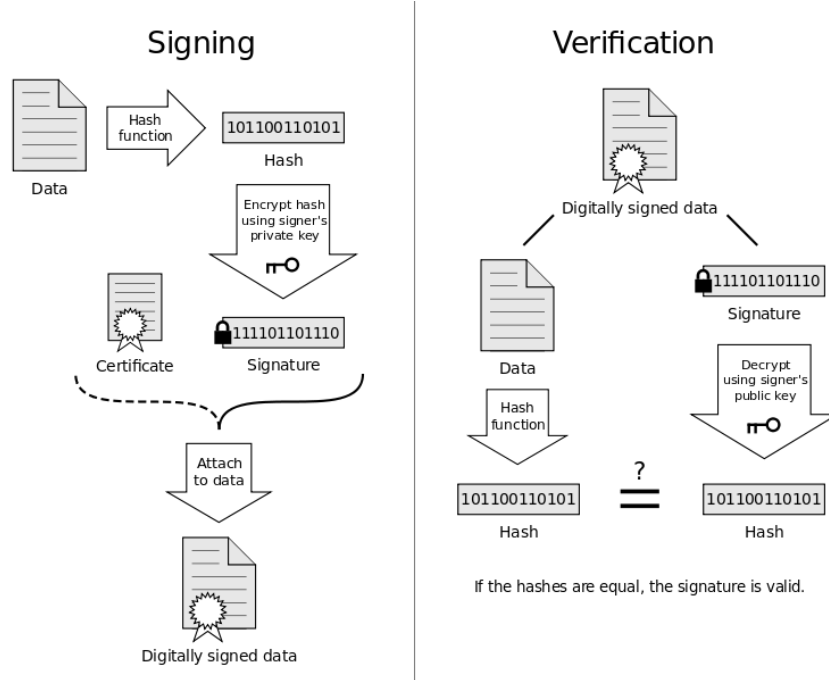 Signing
Hash
function
101100110101
Hash
Data
Encrypt hash
using signer's
private key
Certificate
111101101110
Signature
Attach
to data
Digitally signed data
Verification
Digitally signed data
Data
111101101110
Signature
Hash
function
Decrypt
using signer's
public key
101100110101
Hash
?
=
101100110101
Hash
If the hashes are equal, the signature is valid.